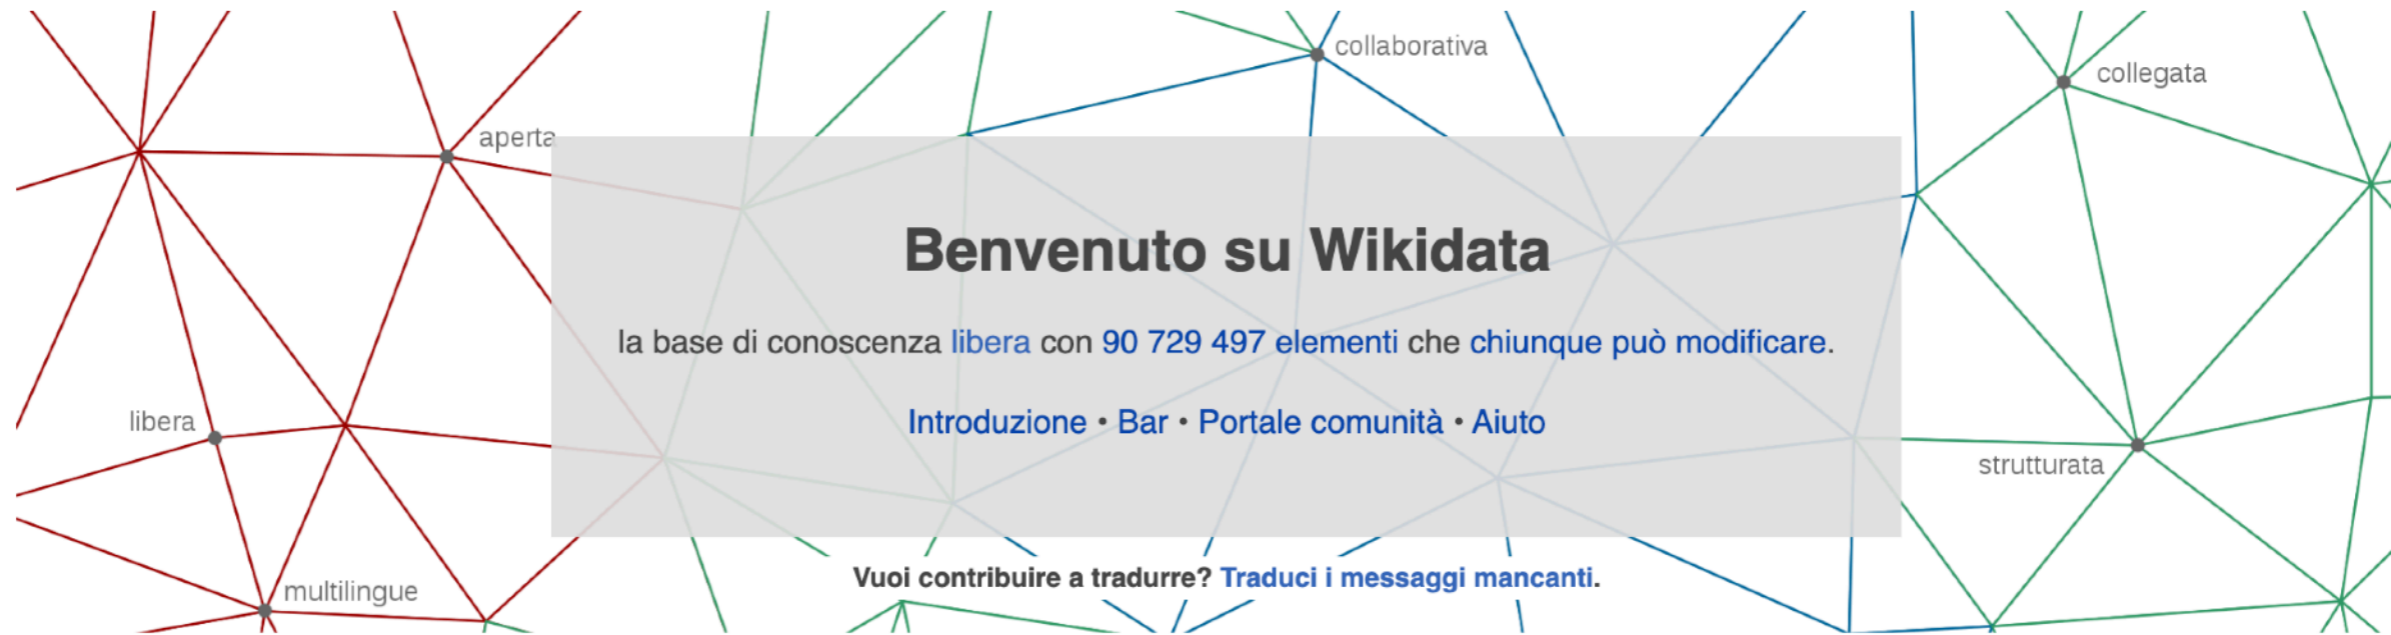 collaborativa
collegata
aperta
Benvenuto su Wikidata
la base di conoscenza libera con 90 729 497 elementi che chiunque può modificare.
libera
Introduzione • Bar • Portale comunità • Aiuto
strutturata
multilingue
Vuoi contribuire a tradurre? Traduci i messaggi mancanti.